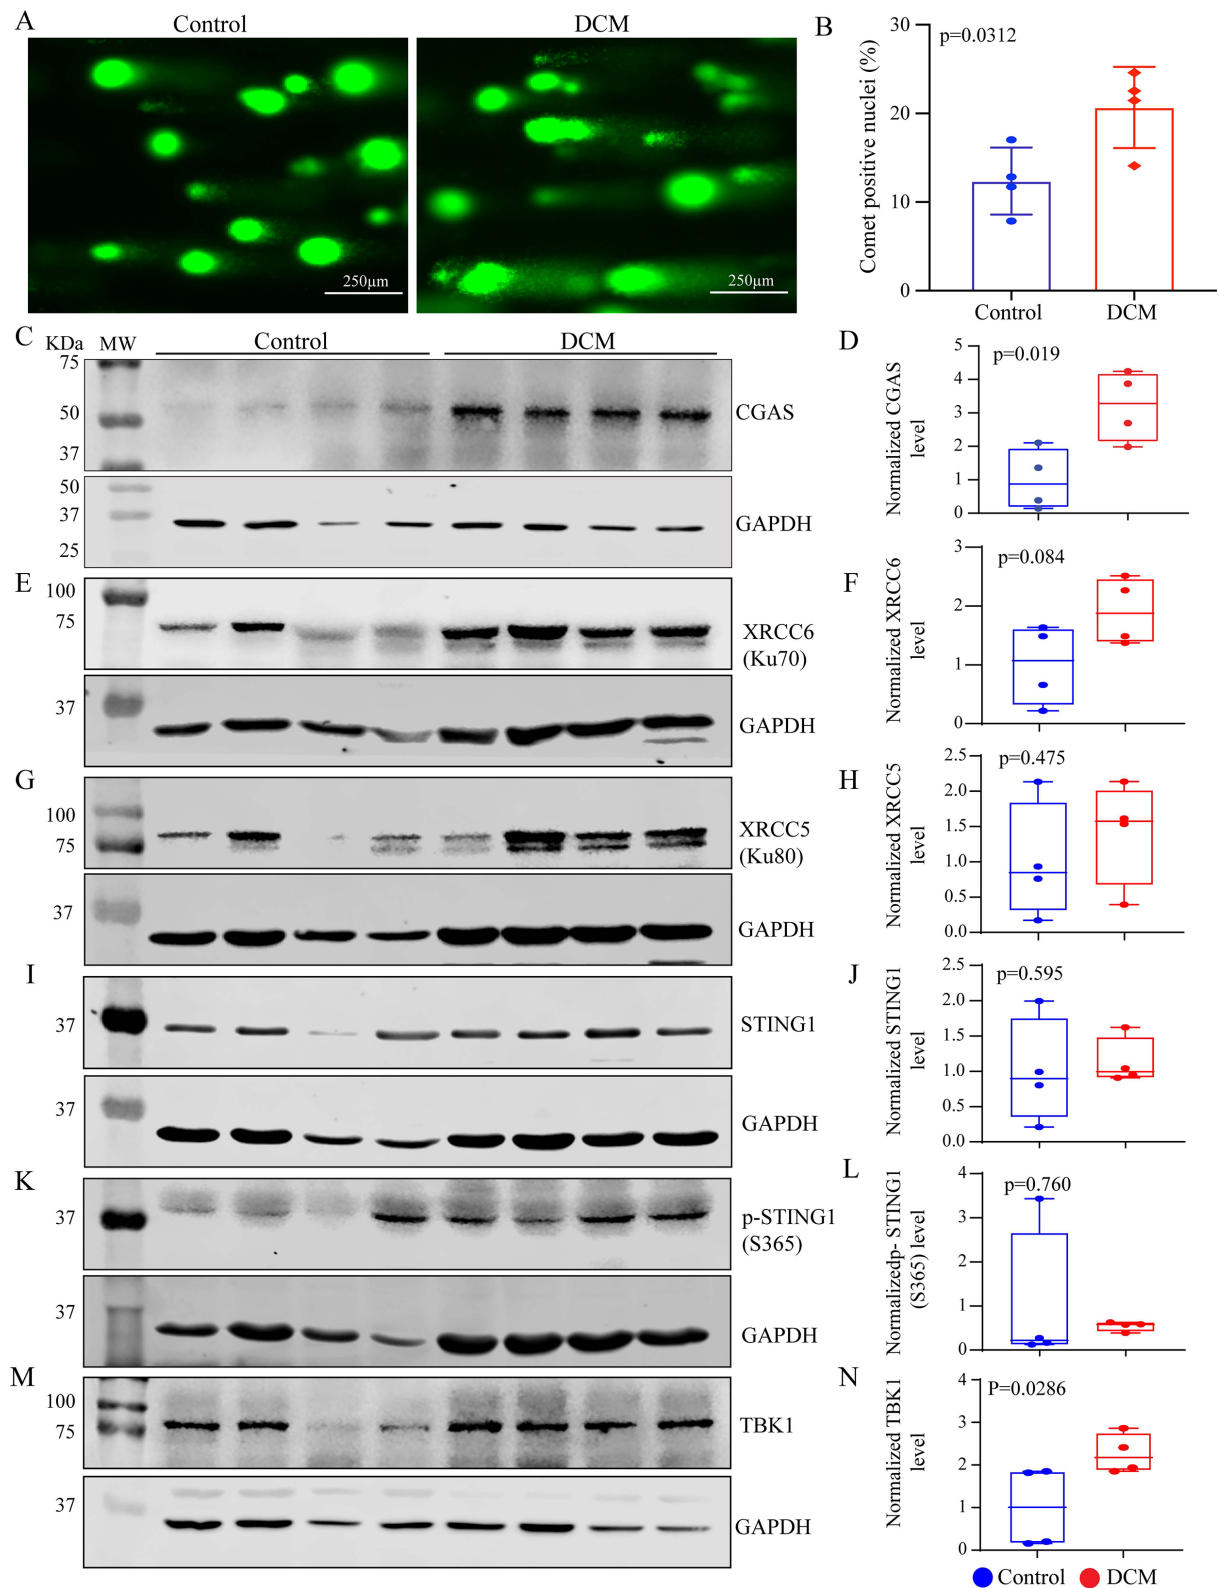 A
Control
DCM
250µm
250µm
B
p=0.0312
Comet positive nuclei (%)
30
20
10
0
Control
DCM
C
KDa
MW
Control
DCM
75
50
37
CGAS
50
37
25
GAPDH
D
p=0.019
Normalized CGAS
level
5
4
3
2
1
0
E
100
75
XRCC6
(Ku70)
37
GAPDH
F
p=0.084
Normalized XRCC6
level
3
2
1
0
G
100
75
XRCC5
(Ku80)
37
GAPDH
H
p=0.475
Normalized XRCC5
level
2.5
2.0
1.5
1.0
0.5
0.0
I
37
STING1
37
GAPDH
J
p=0.595
Normalized STING1
level
2.5
2.0
1.5
1.0
0.5
0.0
K
37
p-STING1
(S365)
37
GAPDH
L
p=0.760
Normalizedp- STING1
(S365) level
4
3
2
1
0
M
100
75
TBK1
37
GAPDH
N
P=0.0286
Normalized TBK1
level
4
3
2
1
0
Control
DCM